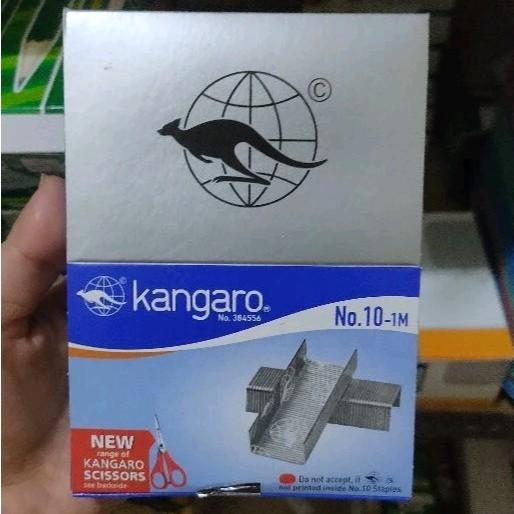 ©
©
kangaro®
No. 384556
No.10-1M
NEW
range of
KANGARO
SCISSORS
see backside
Do not accept, if is
not printed inside No.10 Staples